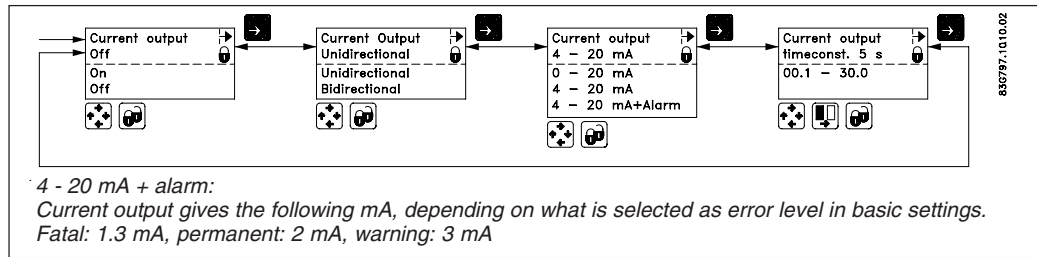 Current output
Off
On
Off
Current Output
Unidirectional
Unidirectional
Bidirectional
Current output
4 – 20 mA
0 – 20 mA
4 – 20 mA
4 – 20 mA+Alarm
Current output
timeconst. 5 s
00.1 – 30.0
83G797.1Q10.02
4 - 20 mA + alarm:
Current output gives the following mA, depending on what is selected as error level in basic settings.
Fatal: 1.3 mA, permanent: 2 mA, warning: 3 mA